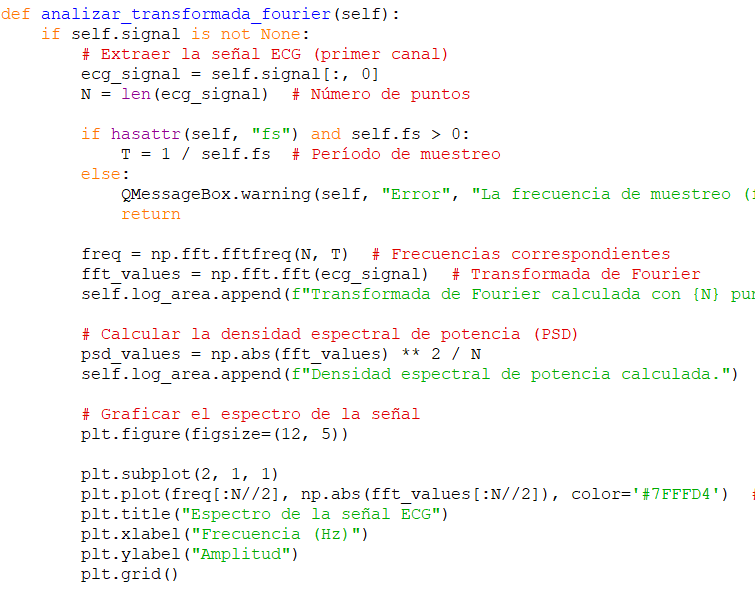 def analizar_transformada_fourier(self):
    if self.signal is not None:
        # Extraer la señal ECG (primer canal)
        ecg_signal = self.signal[:, 0]
        N = len(ecg_signal)  # Número de puntos
        if hasattr(self, "fs") and self.fs > 0:
            T = 1 / self.fs  # Período de muestreo
        else:
            QMessageBox.warning(self, "Error", "La frecuencia de muestreo (
            return
        freq = np.fft.fftfreq(N, T)  # Frecuencias correspondientes
        fft_values = np.fft.fft(ecg_signal)  # Transformada de Fourier
        self.log_area.append(f"Transformada de Fourier calculada con {N} pun
        # Calcular la densidad espectral de potencia (PSD)
        psd_values = np.abs(fft_values) ** 2 / N
        self.log_area.append(f"Densidad espectral de potencia calculada.")
        # Graficar el espectro de la señal
        plt.figure(figsize=(12, 5))
        plt.subplot(2, 1, 1)
        plt.plot(freq[:N//2], np.abs(fft_values[:N//2]), color='#7FFFD4')  #
        plt.title("Espectro de la señal ECG")
        plt.xlabel("Frecuencia (Hz)")
        plt.ylabel("Amplitud")
        plt.grid()